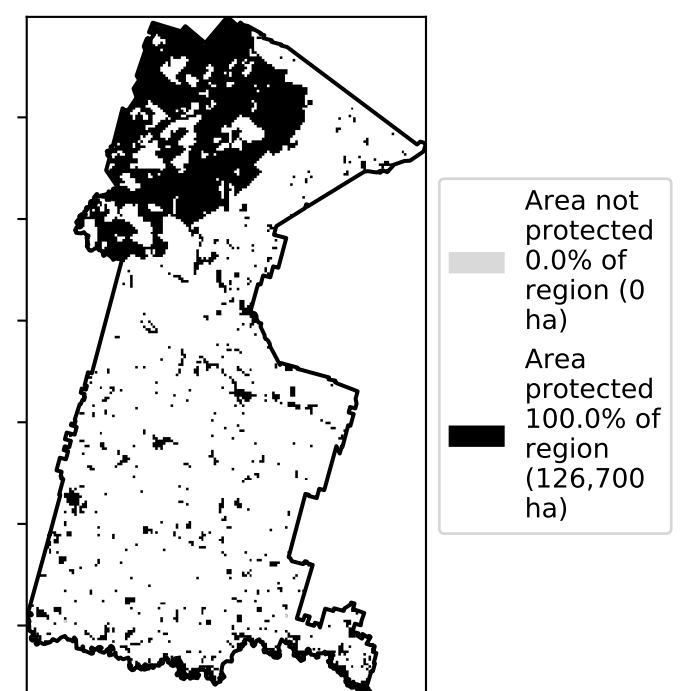 Area not
protected
0.0% of
region (0
ha)
Area
protected
100.0% of
region
(126,700
ha)